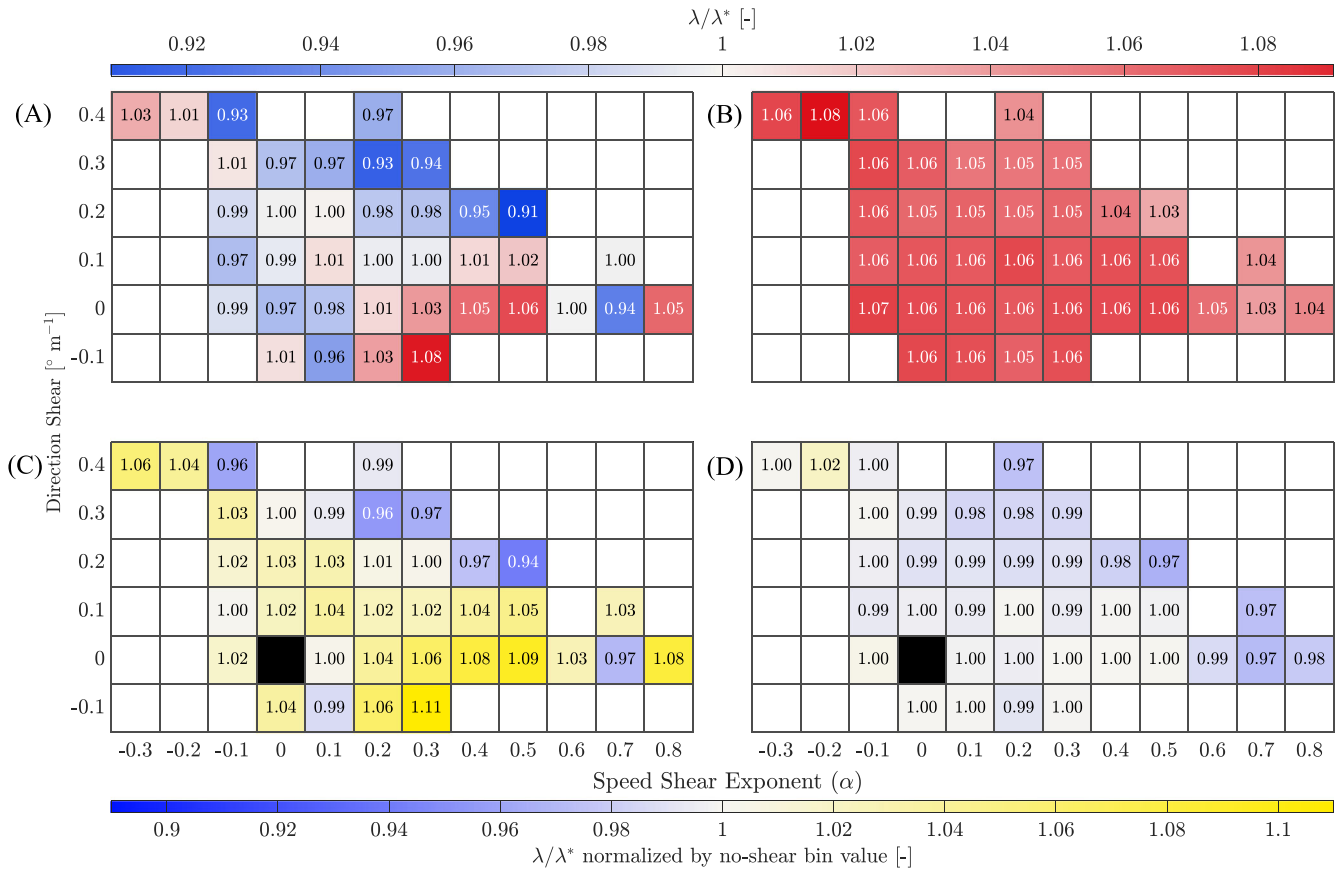 λ/λ* [-]
0.92 0.94 0.96 0.98 1 1.02 1.04 1.06 1.08
(A) 0.4 1.03 1.01 0.93 0.97 (B) 1.06 1.08 1.06 1.04
0.3 1.01 0.97 0.97 0.93 0.94 1.06 1.06 1.05 1.05 1.05
0.2 0.99 1.00 1.00 0.98 0.98 0.95 0.91 1.06 1.05 1.05 1.05 1.05 1.04 1.03
0.1 0.97 0.99 1.01 1.00 1.00 1.01 1.02 1.00 1.06 1.06 1.06 1.06 1.06 1.06 1.06 1.04
0 0.99 0.97 0.98 1.01 1.03 1.05 1.06 1.00 0.94 1.05 1.07 1.06 1.06 1.06 1.06 1.06 1.06 1.05 1.03 1.04
-0.1 1.01 0.96 1.03 1.08 1.06 1.06 1.05 1.06
Direction Shear [° m⁻¹]
(C) 0.4 1.06 1.04 0.96 0.99 (D) 1.00 1.02 1.00 0.97
0.3 1.03 1.00 0.99 0.96 0.97 1.00 0.99 0.98 0.98 0.99
0.2 1.02 1.03 1.03 1.01 1.00 0.97 0.94 1.00 0.99 0.99 0.99 0.99 0.98 0.97
0.1 1.00 1.02 1.04 1.02 1.02 1.04 1.05 1.03 0.99 1.00 0.99 1.00 0.99 1.00 1.00 0.97
0 1.02 1.00 1.04 1.06 1.08 1.09 1.03 0.97 1.08 1.00 1.00 1.00 1.00 1.00 1.00 0.99 0.97 0.98
-0.1 1.04 0.99 1.06 1.11 1.00 1.00 0.99 1.00
-0.3 -0.2 -0.1 0 0.1 0.2 0.3 0.4 0.5 0.6 0.7 0.8 -0.3 -0.2 -0.1 0 0.1 0.2 0.3 0.4 0.5 0.6 0.7 0.8
Speed Shear Exponent (α)
0.9 0.92 0.94 0.96 0.98 1 1.02 1.04 1.06 1.08 1.1
λ/λ* normalized by no-shear bin value [-]